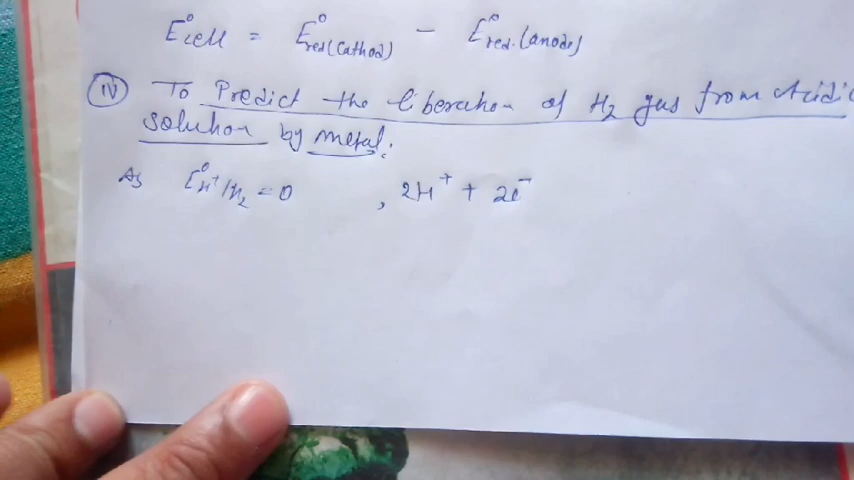 E°cell = E°red(Cathod) - E°red.(anode)
(IV) To Predict the liberation of H2 gas from Acidic
solution by metal:
As E°H+/H2 = 0 , 2H+ + 2e-